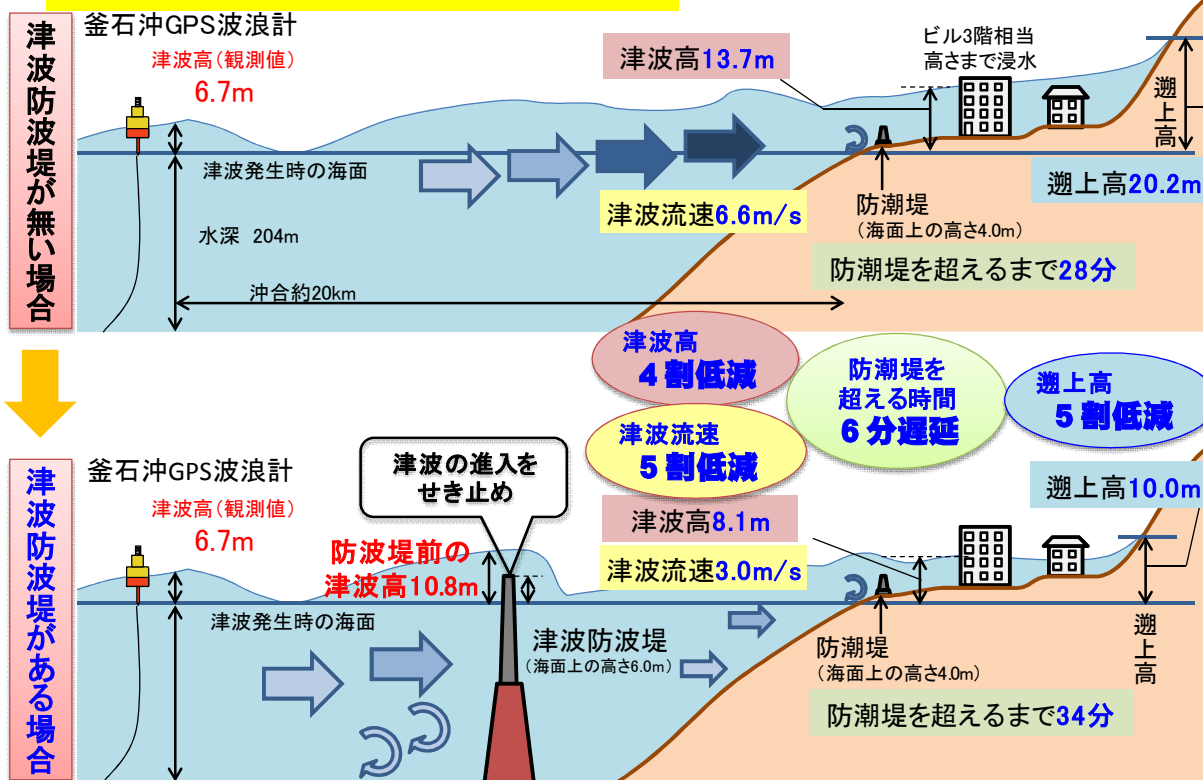 津波防波堤が無い場合
釜石沖GPS波浪計
津波高(観測値)
6.7m
津波高13.7m
ビル3階相当
高さまで浸水
遡上高
津波発生時の海面
津波流速6.6m/s
防潮堤
(海面上の高さ4.0m)
遡上高20.2m
水深 204m
防潮堤を超えるまで28分
沖合約20km
津波高
4割低減
防潮堤を
超える時間
6分遅延
遡上高
5割低減
津波流速
5割低減
津波防波堤がある場合
釜石沖GPS波浪計
津波高(観測値)
6.7m
津波の進入を
せき止め
防波堤前の
津波高10.8m
津波高8.1m
津波流速3.0m/s
遡上高10.0m
津波発生時の海面
津波防波堤
(海面上の高さ6.0m)
防潮堤
(海面上の高さ4.0m)
遡上高
防潮堤を超えるまで34分